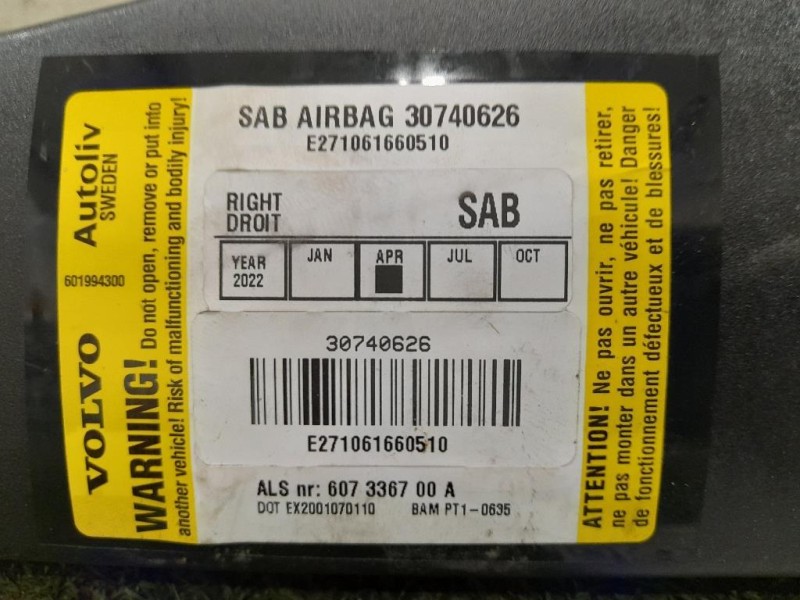 SAB AIRBAG 30740626
E271061660510
RIGHT
DROIT
SAB
YEAR
2022
JAN
APR
JUL
OCT
30740626
E271061660510
ALS nr: 607 3367 00 A
DOT EX2001070110 BAM PT1-0635
VOLVO
601994300
Autoliv
SWEDEN
WARNING! Do not open, remove or put into
another vehicle! Risk of malfunctioning and bodily injury!
ATTENTION! Ne pas ouvrir, ne pas retirer,
ne pas monter dans un autre véhicule! Danger
de fonctionnement défectueux et de blessures!